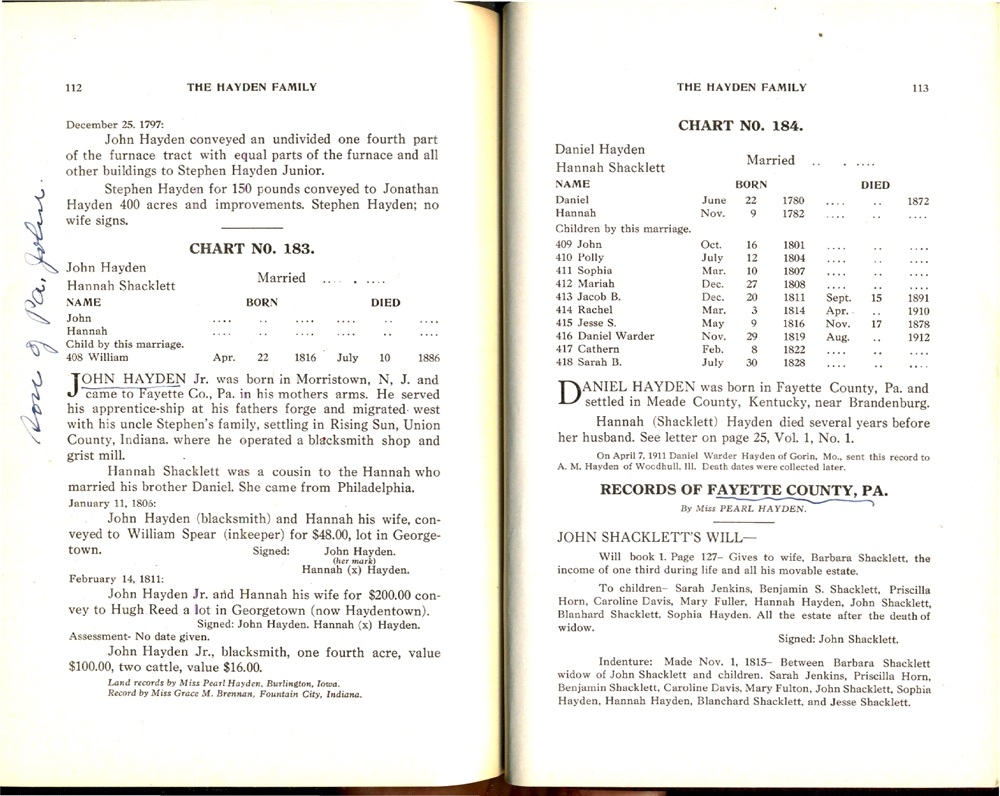 112 THE HAYDEN FAMILY
December 25. 1797:
John Hayden conveyed an undivided one fourth part
of the furnace tract with equal parts of the furnace and all
other buildings to Stephen Hayden Junior.
Stephen Hayden for 150 pounds conveyed to Jonathan
Hayden 400 acres and improvements. Stephen Hayden; no
wife signs.
CHART NO. 183.
John Hayden
Married .... . ....
Hannah Shacklett
NAME BORN DIED
John .... .. .... .... .. ....
Hannah .... .. .... .... .. ....
Child by this marriage.
408 William Apr. 22 1816 July 10 1886
JOHN HAYDEN Jr. was born in Morristown, N, J. and
came to Fayette Co., Pa. in his mothers arms. He served
his apprentice-ship at his fathers forge and migrated west
with his uncle Stephen's family, settling in Rising Sun, Union
County, Indiana. where he operated a blacksmith shop and
grist mill.
Hannah Shacklett was a cousin to the Hannah who
married his brother Daniel. She came from Philadelphia.
January 11, 1806:
John Hayden (blacksmith) and Hannah his wife, con-
veyed to William Spear (inkeeper) for $48.00, lot in George-
town. Signed: John Hayden.
(her mark)
Hannah (x) Hayden.
February 14, 1811:
John Hayden Jr. and Hannah his wife for $200.00 con-
vey to Hugh Reed a lot in Georgetown (now Haydentown).
Signed: John Hayden. Hannah (x) Hayden.
Assessment- No date given.
John Hayden Jr., blacksmith, one fourth acre, value
$100.00, two cattle, value $16.00.
Land records by Miss Pearl Hayden, Burlington, Iowa.
Record by Miss Grace M. Brennan, Fountain City, Indiana.
Son of Pa. John.
THE HAYDEN FAMILY 113
CHART NO. 184.
Daniel Hayden
Married .. . ....
Hannah Shacklett
NAME BORN DIED
Daniel June 22 1780 .... .. 1872
Hannah Nov. 9 1782 .... .. ....
Children by this marriage.
409 John Oct. 16 1801 .... .. ....
410 Polly July 12 1804 .... .. ....
411 Sophia Mar. 10 1807 .... .. ....
412 Mariah Dec. 27 1808 .... .. ....
413 Jacob B. Dec. 20 1811 Sept. 15 1891
414 Rachel Mar. 3 1814 Apr. .. 1910
415 Jesse S. May 9 1816 Nov. 17 1878
416 Daniel Warder Nov. 29 1819 Aug. .. 1912
417 Cathern Feb. 8 1822 .... .. ....
418 Sarah B. July 30 1828 .... .. ....
DANIEL HAYDEN was born in Fayette County, Pa. and
settled in Meade County, Kentucky, near Brandenburg.
Hannah (Shacklett) Hayden died several years before
her husband. See letter on page 25, Vol. 1, No. 1.
On April 7, 1911 Daniel Warder Hayden of Gorin, Mo., sent this record to
A. M. Hayden of Woodhull, Ill. Death dates were collected later.
RECORDS OF FAYETTE COUNTY, PA.
By Miss PEARL HAYDEN.
JOHN SHACKLETT'S WILL—
Will book 1. Page 127– Gives to wife, Barbara Shacklett, the
income of one third during life and all his movable estate.
To children– Sarah Jenkins, Benjamin S. Shacklett, Priscilla
Horn, Caroline Davis, Mary Fuller, Hannah Hayden, John Shacklett,
Blanhard Shacklett, Sophia Hayden. All the estate after the death of
widow.
Signed: John Shacklett.
Indenture: Made Nov. 1, 1815– Between Barbara Shacklett
widow of John Shacklett and children. Sarah Jenkins, Priscilla Horn,
Benjamin Shacklett, Caroline Davis, Mary Fulton, John Shacklett, Sophia
Hayden, Hannah Hayden, Blanchard Shacklett, and Jesse Shacklett.